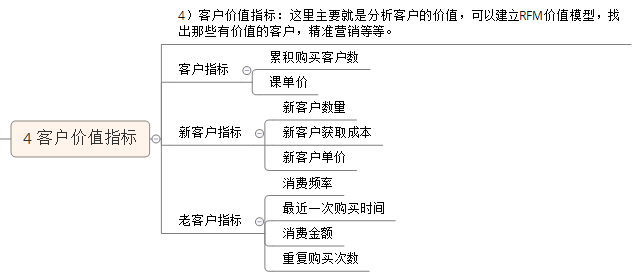 4）客户价值指标：这里主要就是分析客户的价值，可以建立RFM价值模型，找
出那些有价值的客户，精准营销等等。
4 客户价值指标
客户指标
累积购买客户数
课单价
新客户指标
新客户数量
新客户获取成本
新客户单价
老客户指标
消费频率
最近一次购买时间
消费金额
重复购买次数